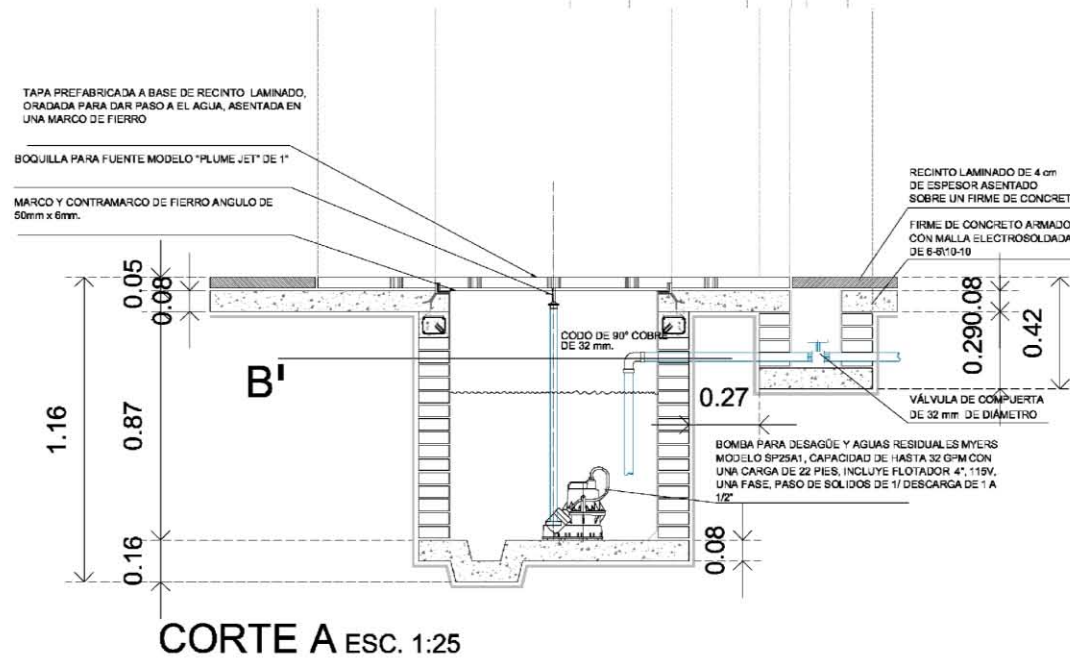 TAPA PREFABRICADA A BASE DE RECINTO LAMINADO,
ORADADA PARA DAR PASO A EL AGUA, ASENTADA EN
UNA MARCO DE FIERRO
BOQUILLA PARA FUENTE MODELO "PLUME JET" DE 1"
MARCO Y CONTRAMARCO DE FIERRO ANGULO DE
50mm x 6mm.
RECINTO LAMINADO DE 4 cm
DE ESPESOR ASENTADO
SOBRE UN FIRME DE CONCRET
FIRME DE CONCRETO ARMADO
CON MALLA ELECTROSOLDADA
DE 6-6\10-10
0.05
0.08
0.08
0.290
0.42
CODO DE 90° COBRE
DE 32 mm.
B'
0.27
VÁLVULA DE COMPUERTA
DE 32 mm DE DIÁMETRO
1.16
0.87
BOMBA PARA DESAGÜE Y AGUAS RESIDUALES MYERS
MODELO SP25A1, CAPACIDAD DE HASTA 32 GPM CON
UNA CARGA DE 22 PIES, INCLUYE FLOTADOR 4", 115V,
UNA FASE, PASO DE SOLIDOS DE 1/ DESCARGA DE 1 A
1/2"
0.16
0.08
CORTE A ESC. 1:25